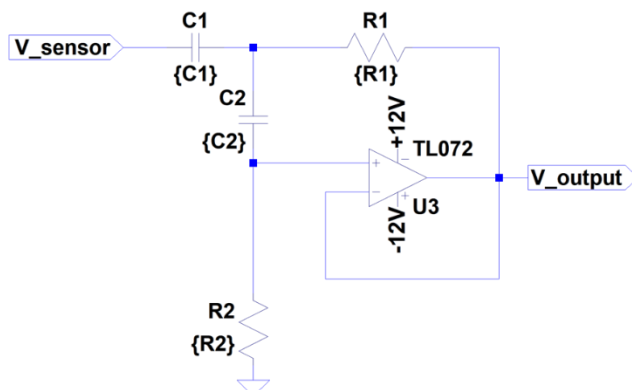 C1
R1
V_sensor
{C1}
{R1}
C2
{C2}
+12V
TL072
+
−
−
+
V_output
-12V
U3
R2
{R2}